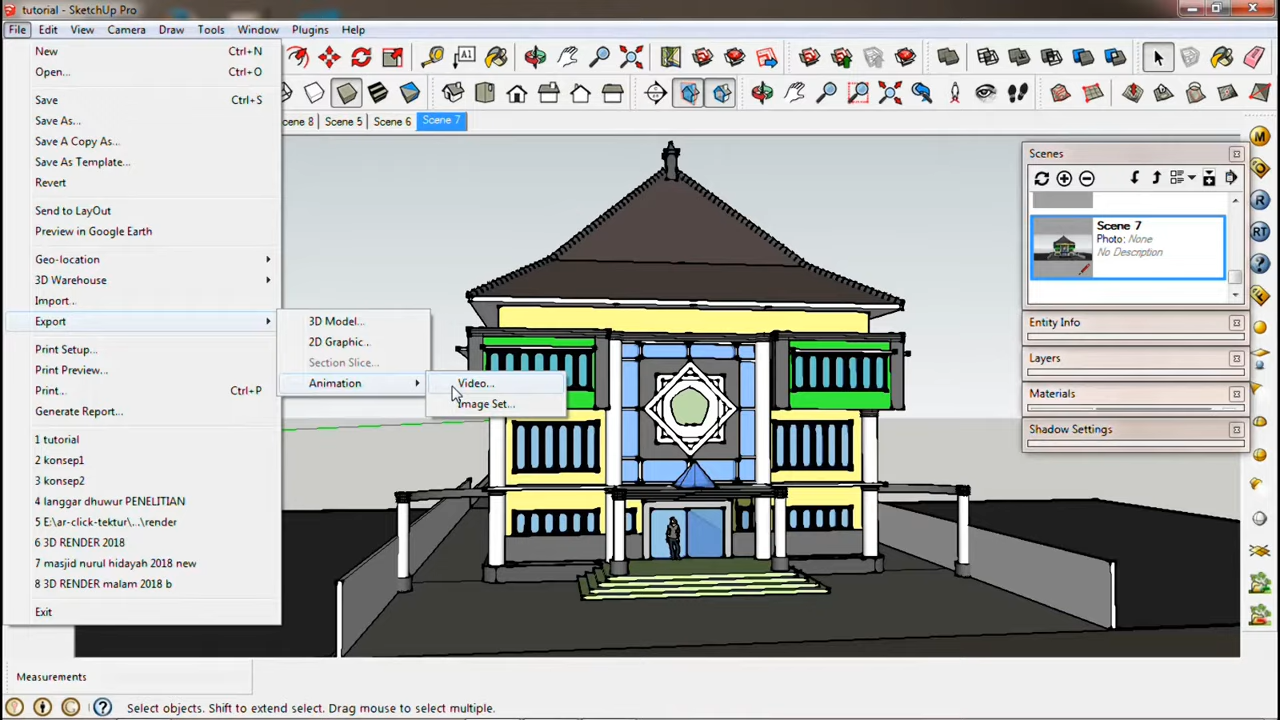 tutorial - SketchUp Pro
File Edit View Camera Draw Tools Window Plugins Help
New Ctrl+N
Open... Ctrl+O
Save Ctrl+S
Save As...
Save A Copy As...
Save As Template...
Revert
Send to LayOut
Preview in Google Earth
Geo-location
3D Warehouse
Import...
Export
Print Setup...
Print Preview...
Print... Ctrl+P
Generate Report...
1 tutorial
2 konsep1
3 konsep2
4 langgar dhuwur PENELITIAN
5 E:\ar-click-tektur\...\render
6 3D RENDER 2018
7 masjid nurul hidayah 2018 new
8 3D RENDER malam 2018 b
Exit
3D Model...
2D Graphic...
Section Slice...
Animation
Video...
Image Set...
A1
cene 8 Scene 5 Scene 6 Scene 7
Scenes
Scene 7
Photo: None
No Description
Entity Info
Layers
Materials
Shadow Settings
M
R
RT
Measurements
Select objects. Shift to extend select. Drag mouse to select multiple.